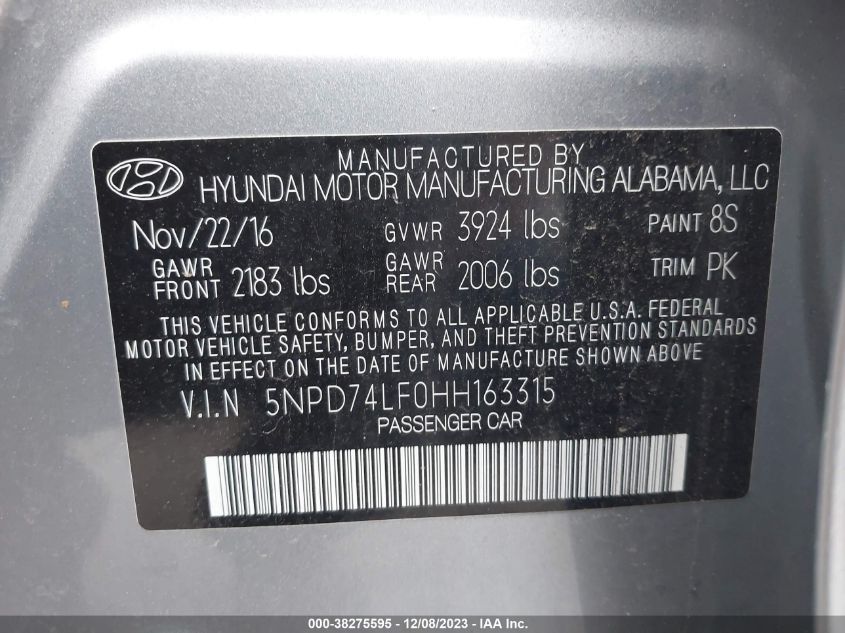 MANUFACTURED BY
HYUNDAI MOTOR MANUFACTURING ALABAMA, LLC
Nov/22/16 GVWR 3924 lbs PAINT 8S
GAWR FRONT 2183 lbs GAWR REAR 2006 lbs TRIM PK
THIS VEHICLE CONFORMS TO ALL APPLICABLE U.S.A. FEDERAL
MOTOR VEHICLE SAFETY, BUMPER, AND THEFT PREVENTION STANDARDS
IN EFFECT ON THE DATE OF MANUFACTURE SHOWN ABOVE
V.I.N 5NPD74LF0HH163315
PASSENGER CAR
000-38275595 - 12/08/2023 - IAA Inc.